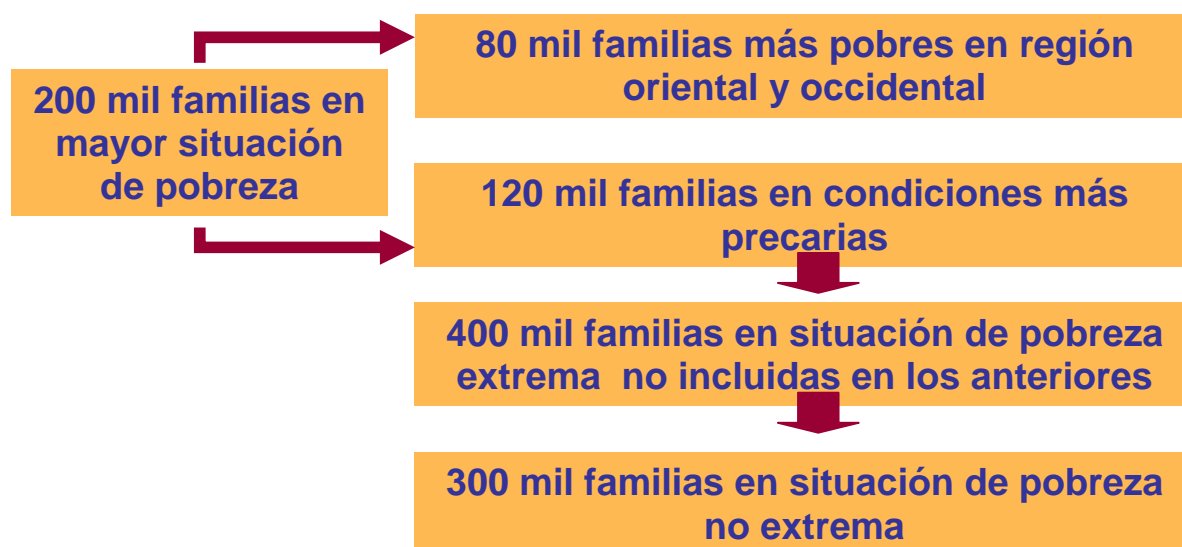 200 mil familias en
mayor situación
de pobreza
80 mil familias más pobres en región
oriental y occidental
120 mil familias en condiciones más
precarias
400 mil familias en situación de pobreza
extrema no incluidas en los anteriores
300 mil familias en situación de pobreza
no extrema